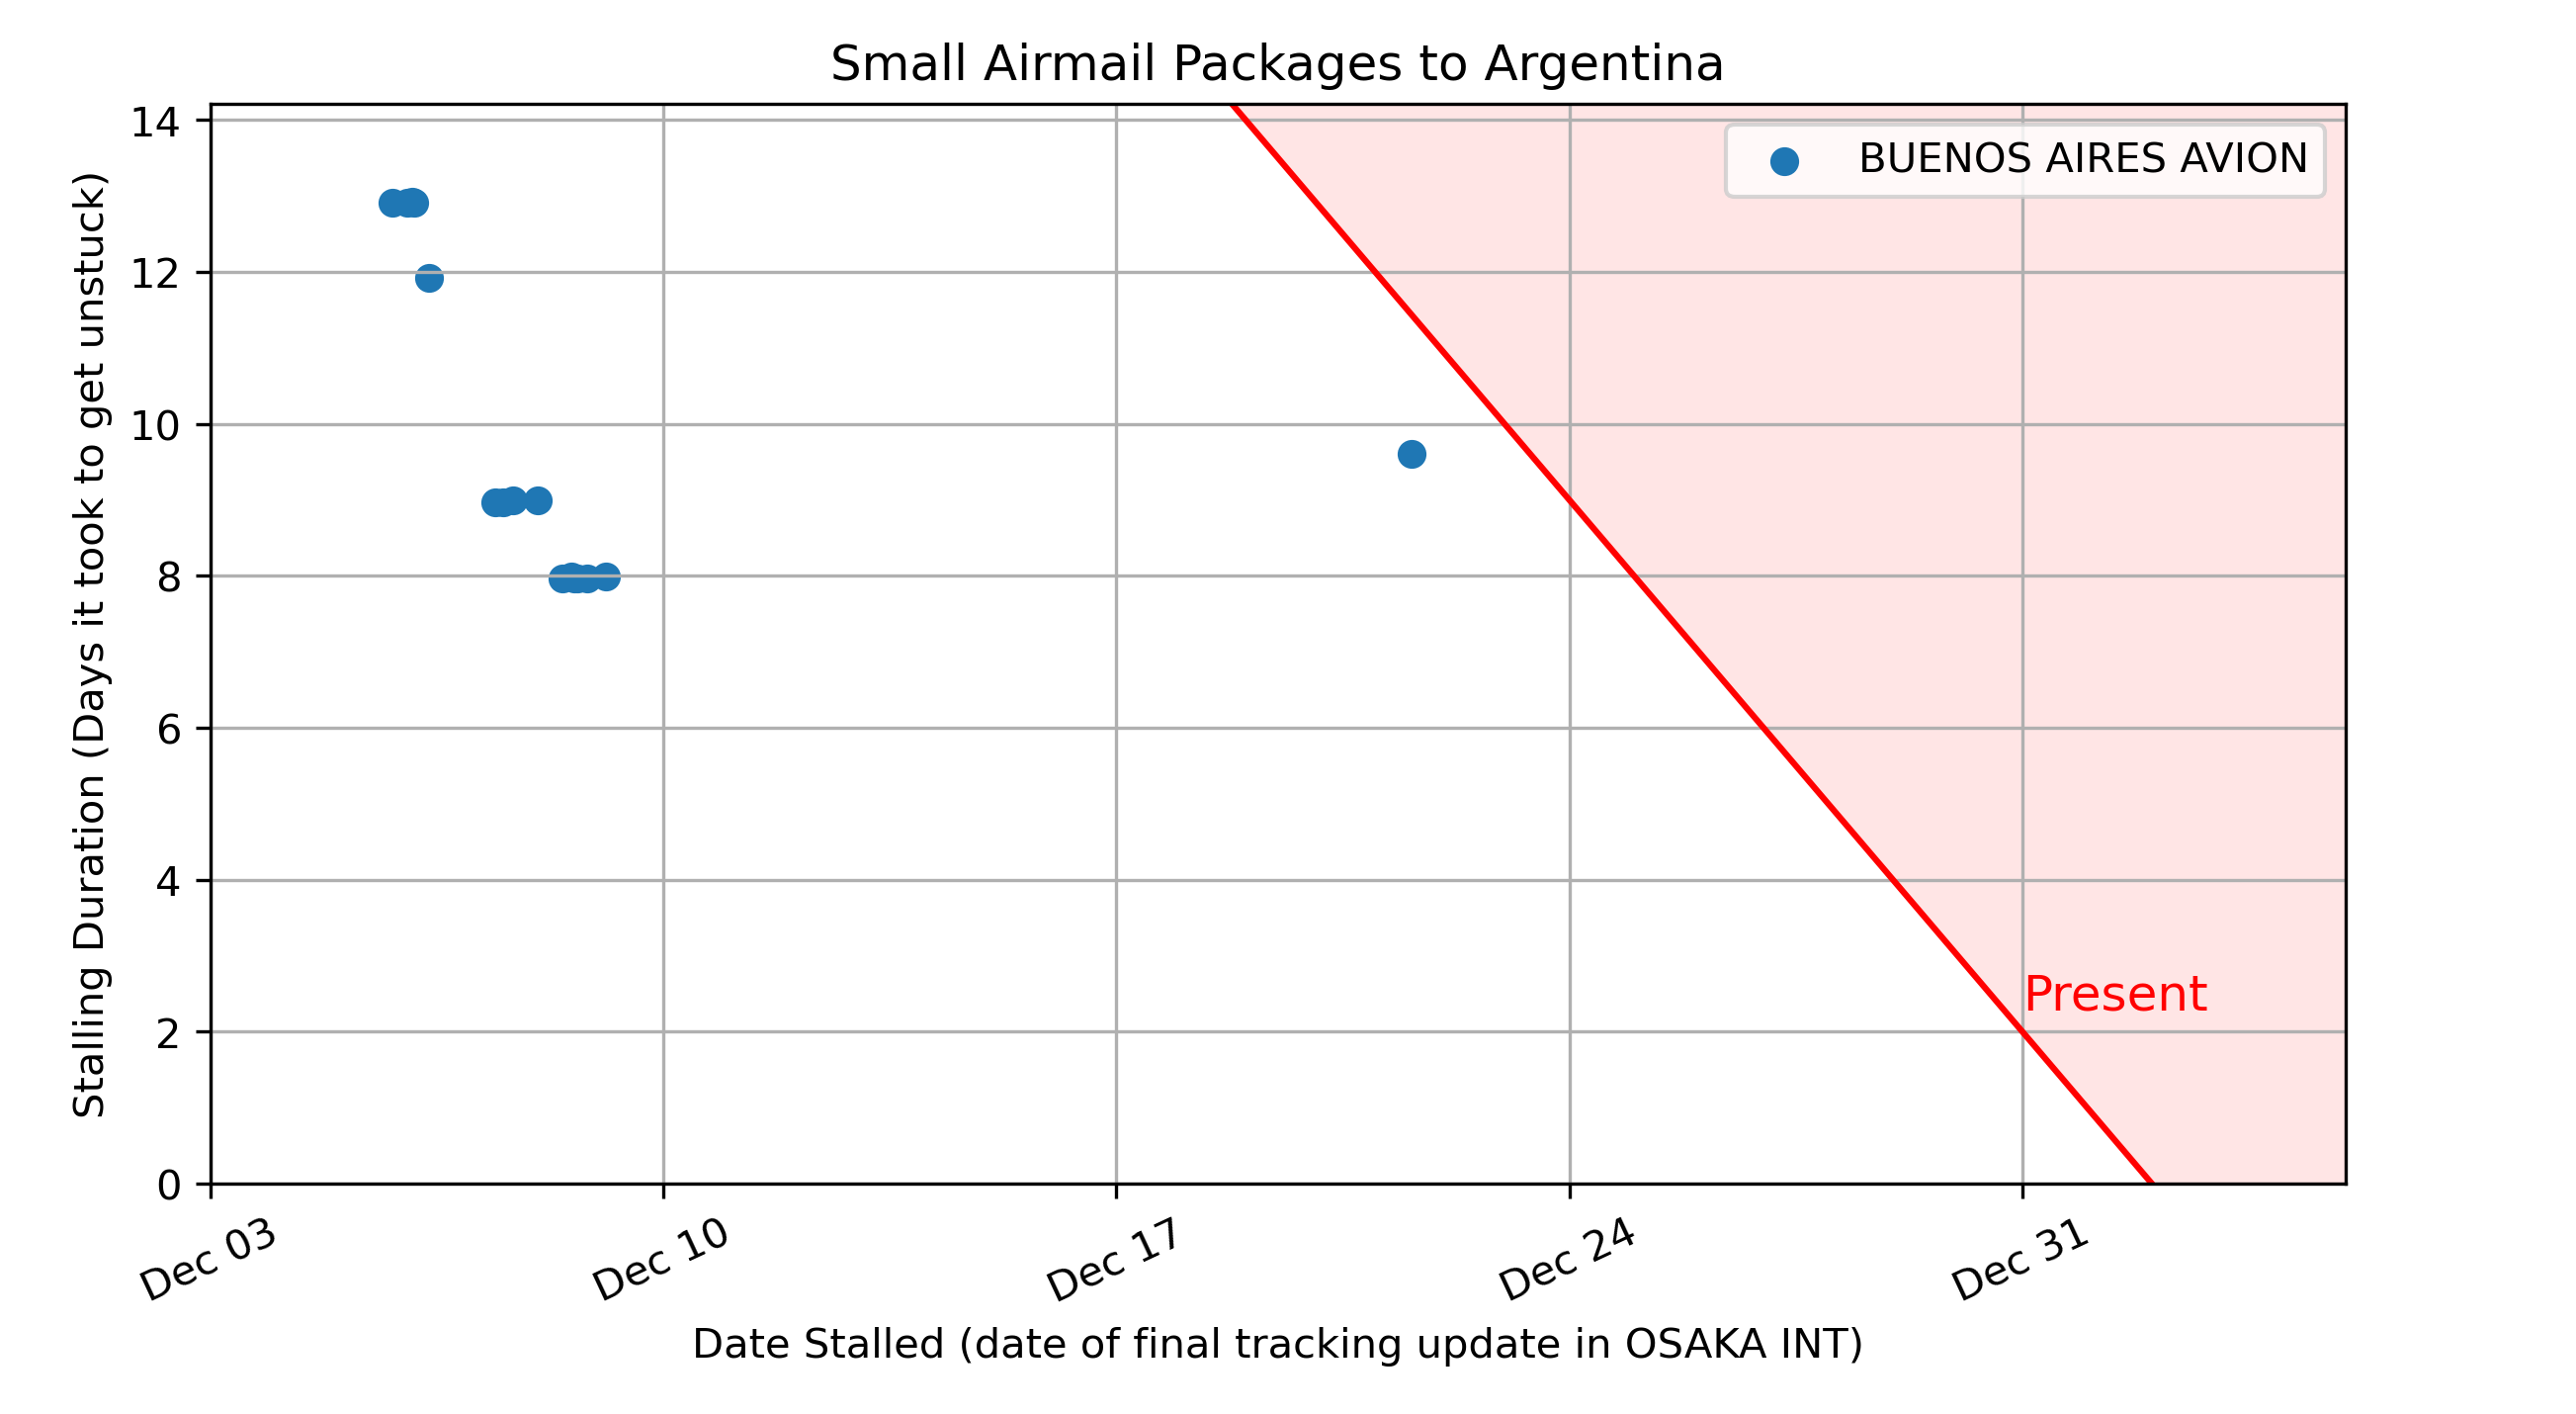 Small Airmail Packages to Argentina
BUENOS AIRES AVION
Stalling Duration (Days it took to get unstuck)
14
12
10
8
6
4
2
0
Present
Dec 03
Dec 10
Dec 17
Dec 24
Dec 31
Date Stalled (date of final tracking update in OSAKA INT)